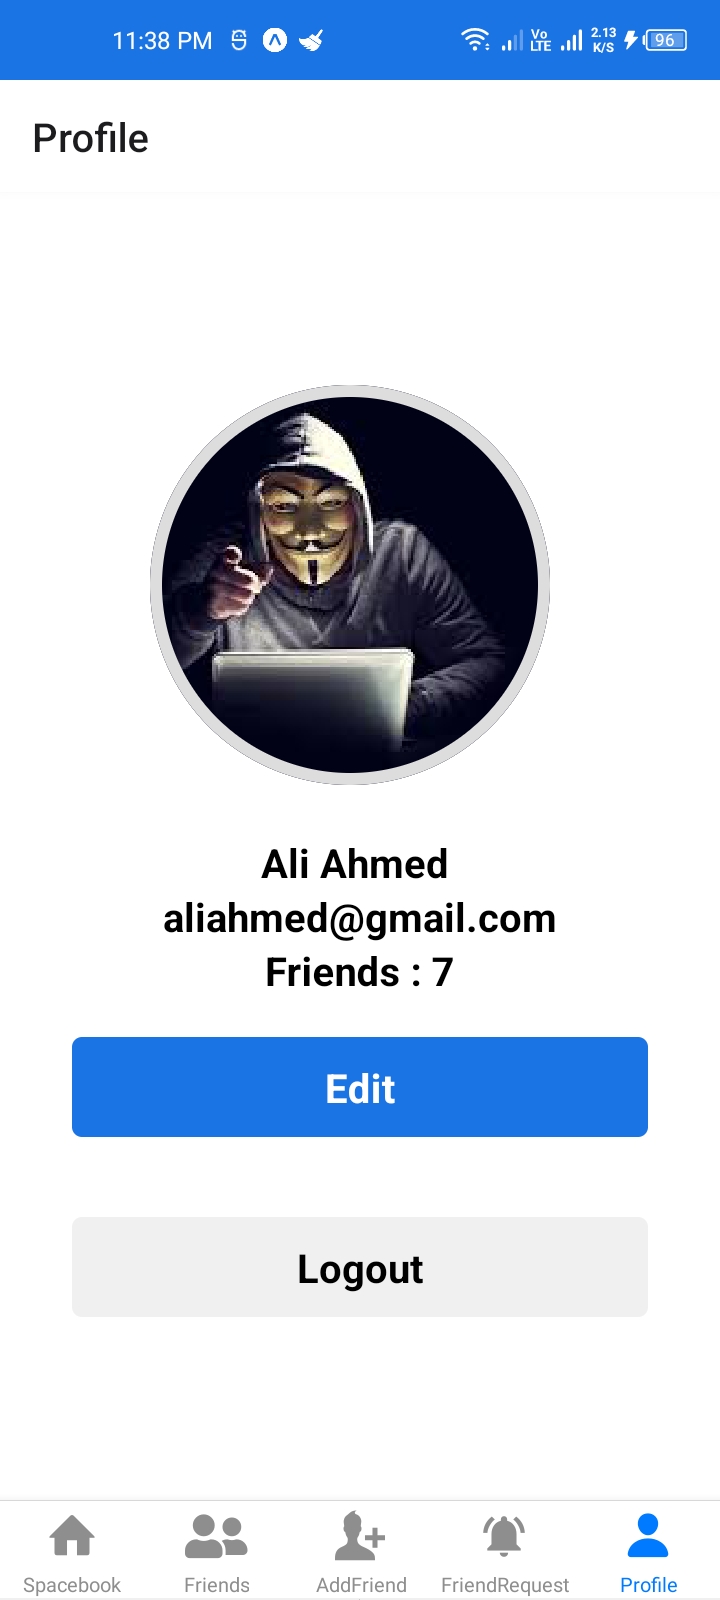 11:38 PM Vo LTE 2.13 K/S 96
Profile
Ali Ahmed
aliahmed@gmail.com
Friends : 7
Edit
Logout
Spacebook Friends AddFriend FriendRequest Profile